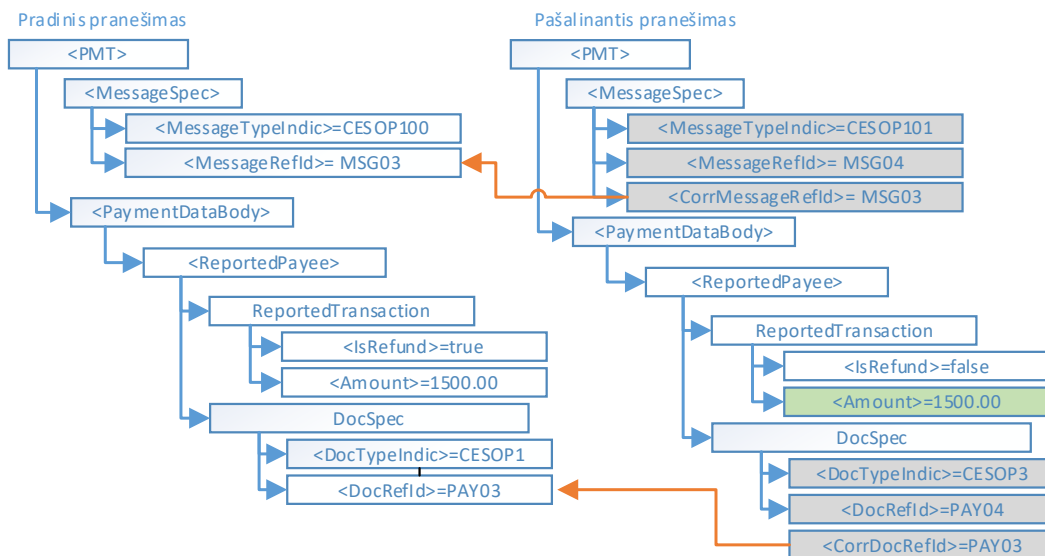 Pradinis pranešimas
<PMT>
<MessageSpec>
<MessageTypeIndic>=CESOP100
<MessageRefId>= MSG03
<PaymentDataBody>
<ReportedPayee>
ReportedTransaction
<IsRefund>=true
<Amount>=1500.00
DocSpec
<DocTypeIndic>=CESOP1
<DocRefId>=PAY03
Pašalinantis pranešimas
<PMT>
<MessageSpec>
<MessageTypeIndic>=CESOP101
<MessageRefId>= MSG04
<CorrMessageRefId>= MSG03
<PaymentDataBody>
<ReportedPayee>
ReportedTransaction
<IsRefund>=false
<Amount>=1500.00
DocSpec
<DocTypeIndic>=CESOP3
<DocRefId>=PAY04
<CorrDocRefId>=PAY03